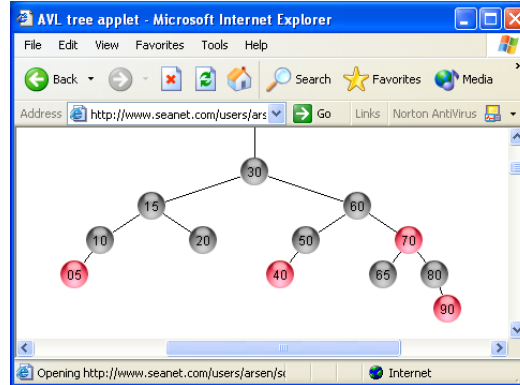 AVL tree applet - Microsoft Internet Explorer
File Edit View Favorites Tools Help
Back Search Favorites Media »
Address http://www.seanet.com/users/ars Go Links Norton AntiVirus
30
15 60
10 20 50 70
05 40 65 80
90
Opening http://www.seanet.com/users/arsen/so Internet